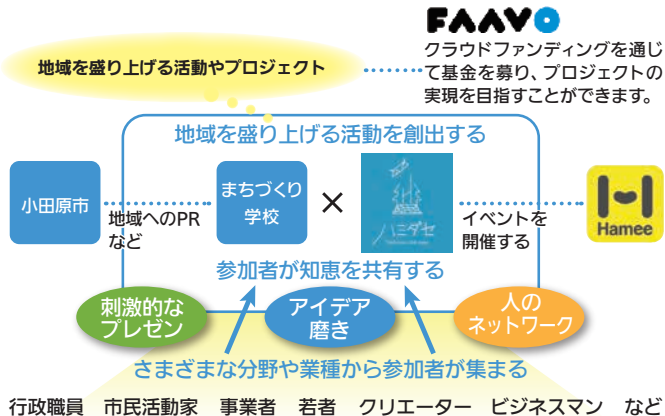 FAAVO
クラウドファンディングを通じ
て基金を募り、プロジェクトの
実現を目指すことができます。
地域を盛り上げる活動やプロジェクト
地域を盛り上げる活動を創出する
小田原市
地域へのPR
など
まちづくり
学校
×
ハミダセ
イベントを
開催する
Hamee
参加者が知恵を共有する
刺激的な
プレゼン
アイデア
磨き
人の
ネットワーク
さまざまな分野や業種から参加者が集まる
行政職員 市民活動家 事業者 若者 クリエーター ビジネスマン など